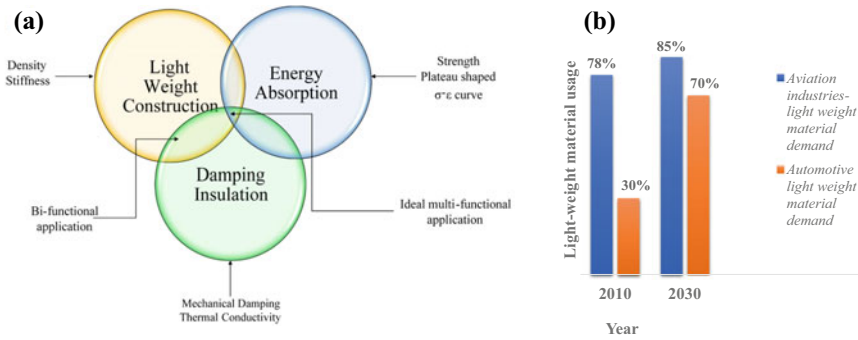 (a)
Density
Stiffness
Light
Weight
Construction
Energy
Absorption
Strength
Plateau shaped
σ-ε curve
Damping
Insulation
Bi-functional
application
Ideal multi-functional
application
Mechanical Damping
Thermal Conductivity
(b)
Light-weight material usage
78%
30%
85%
70%
2010
2030
Year
Aviation
industries-
light weight
material
demand
Automotive
light weight
material
demand